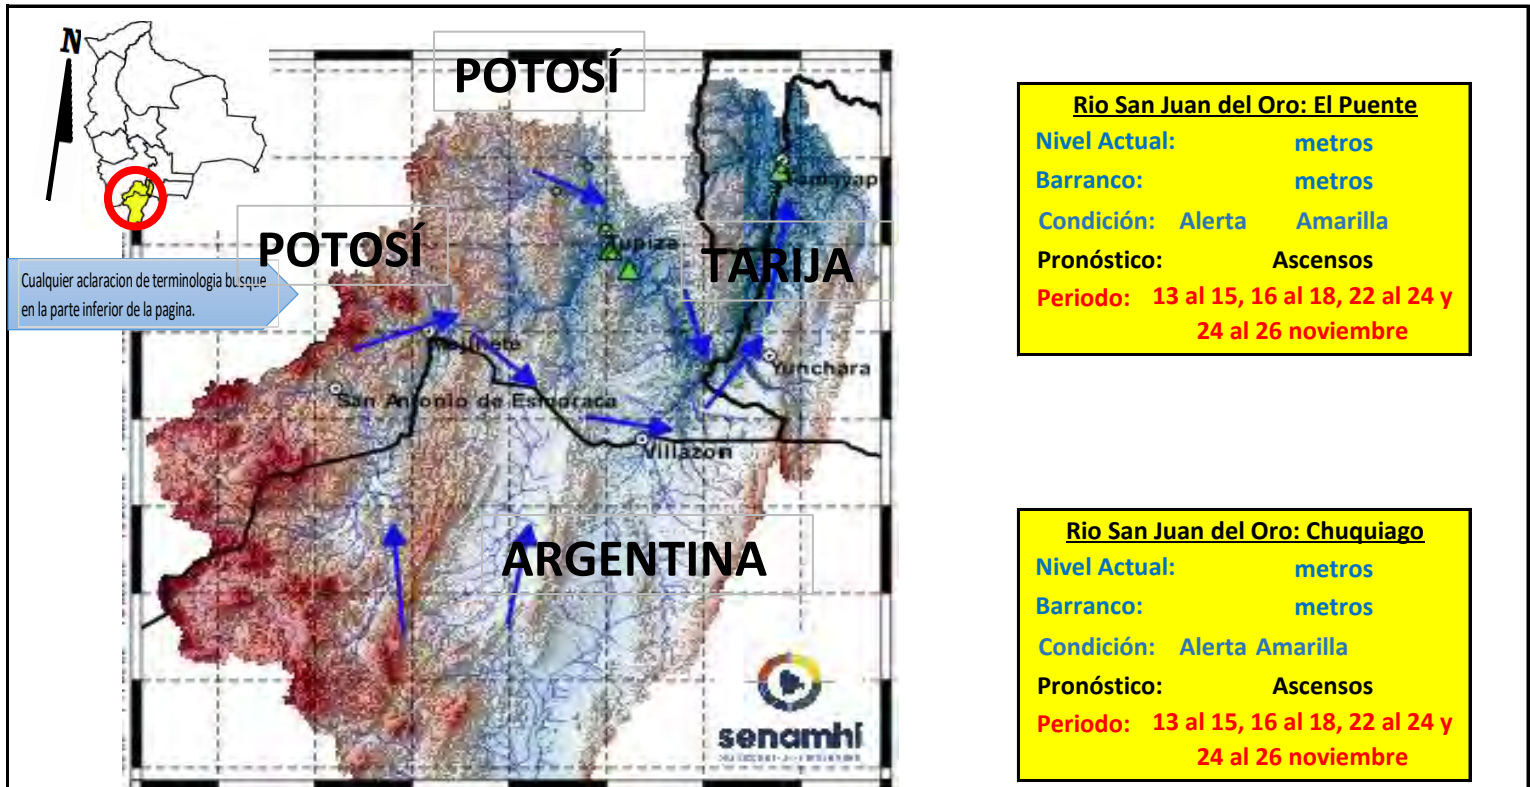 N
POTOSÍ
POTOSÍ
TARIJA
Tupiza
Cualquier aclaracion de terminologia busque
en la parte inferior de la pagina.
Yunchara
San Antonio de Esmoraca
Villazon
ARGENTINA
senamhi
Rio San Juan del Oro: El Puente
Nivel Actual: metros
Barranco: metros
Condición: Alerta Amarilla
Pronóstico: Ascensos
Periodo: 13 al 15, 16 al 18, 22 al 24 y
24 al 26 noviembre
Rio San Juan del Oro: Chuquiago
Nivel Actual: metros
Barranco: metros
Condición: Alerta Amarilla
Pronóstico: Ascensos
Periodo: 13 al 15, 16 al 18, 22 al 24 y
24 al 26 noviembre